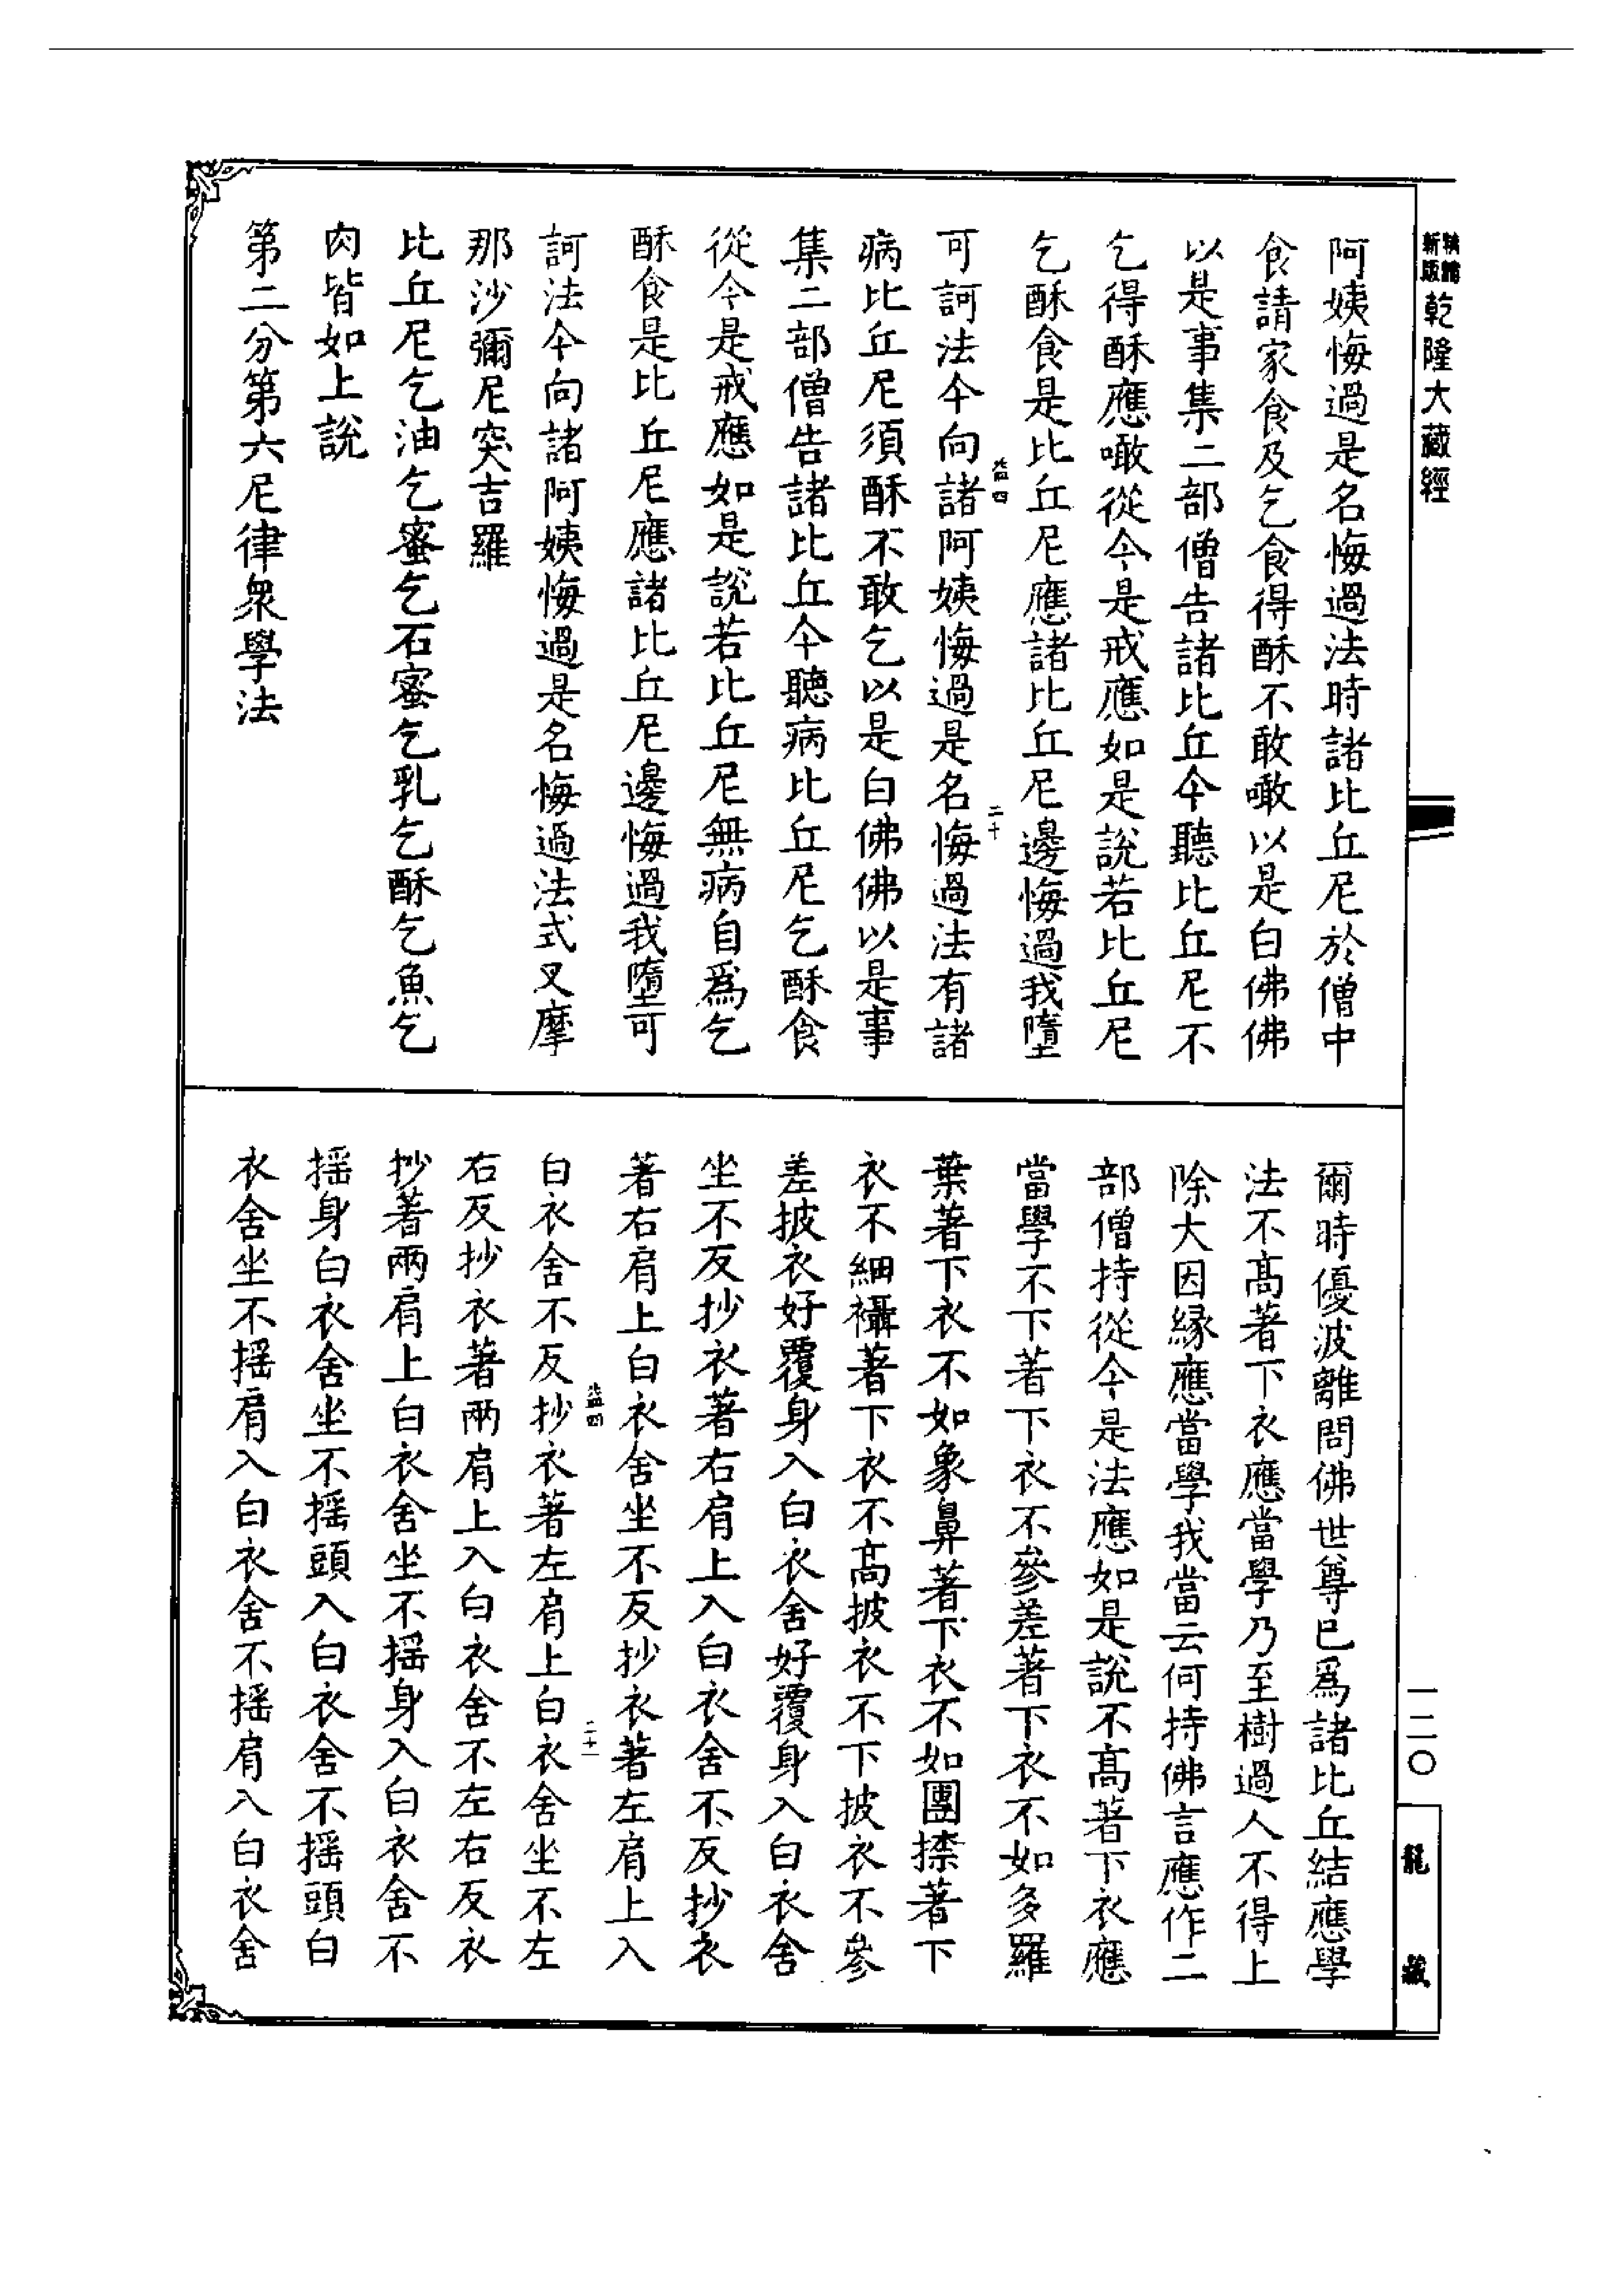 新版乾隆大藏經
阿姨悔過是名悔過法時諸比丘尼於僧中
食請家食及乞食得酥不敢噉以是白佛佛
以是事集二部僧告諸比丘今聽比丘尼不
乞得酥應噉從今是戒應如是說若比丘尼
乞酥食是比丘尼應諸比丘尼邊悔過我墮
可訶法今向諸阿姨悔過是名悔過法有諸
病比丘尼須酥不敢乞以是白佛佛以是事
集二部僧告諸比丘今聽病比丘尼乞酥食
從今是戒應如是說若比丘尼無病自爲乞
酥食是比丘尼應諸比丘尼邊悔過我墮可
訶法今向諸阿姨悔過是名悔過法式叉摩
那沙彌尼突吉羅
比丘尼乞油乞蜜乞石蜜乞乳乞酥乞魚乞
肉皆如上說
第二分第六尼律衆學法
爾時優波離問佛世尊已爲諸比丘結應學
法不高著下衣應當學乃至樹過人不得上
除大因緣應當學我當云何持佛言應作二
部僧持從今是法應如是說不高著下衣應
當學不下著下衣不參差著下衣不如多羅
葉著下衣不如象鼻著下衣不如團㮈著下
衣不細襵著下衣不高披衣不下披衣不參
差披衣好覆身入白衣舍好覆身入白衣舍
坐不反抄衣著右肩上入白衣舍不反抄衣
著右肩上白衣舍坐不反抄衣著左肩上入
白衣舍不反抄衣著左肩上白衣舍坐不左
右反抄衣著兩肩上入白衣舍不左右反衣
抄著兩肩上白衣舍坐不搖身入白衣舍不
搖身白衣舍坐不搖頭入白衣舍不搖頭白
衣舍坐不搖肩入白衣舍不搖肩入白衣舍
二十
二十一
一二〇
龍藏